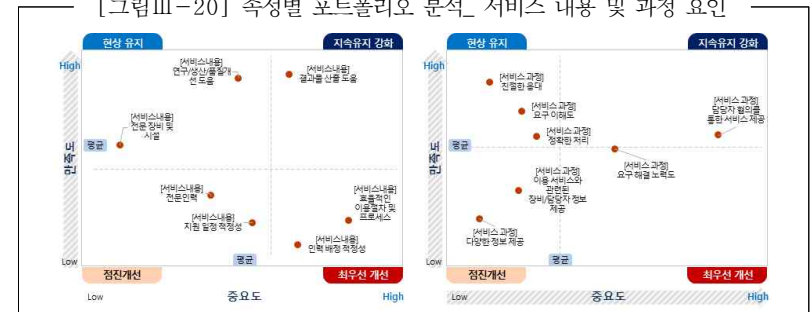 [그림Ⅲ-20] 속성별 포트폴리오 분석_ 서비스 내용 및 과정 요인
현상 유지
지속유지 강화
High
[서비스내용]
연구/생산/품질개
선 도움
[서비스내용]
결과물 산출 도움
[서비스내용]
전문 장비 및
시설
평균
만족도
[서비스내용]
전문인력
[서비스내용]
지원 일정 적정성
[서비스내용]
효율적인
이용절차 및
프로세스
[서비스내용]
인력 배정 적정성
Low
평균
점진개선
최우선 개선
Low
중요도
High
현상 유지
지속유지 강화
High
[서비스 과정]
친절한 응대
[서비스 과정]
요구 이해도
[서비스 과정]
정확한 처리
[서비스 과정]
담당자 협의를
통한 서비스 제공
평균
만족도
[서비스 과정]
요구 해결 노력도
[서비스 과정]
이용 서비스와
관련된
장비/담당자 정보
제공
[서비스 과정]
다양한 정보 제공
Low
평균
점진개선
최우선 개선
Low
중요도
High